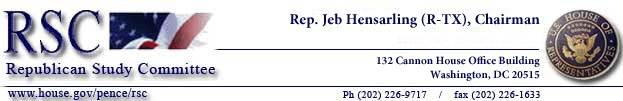 RSC
Republican Study Committee
www.house.gov/pence/rsc
Rep. Jeb Hensarling (R-TX), Chairman
132 Cannon House Office Building
Washington, DC 20515
Ph (202) 226-9717 / fax (202) 226-1633
U.S. HOUSE OF
REPRESENTATIVES